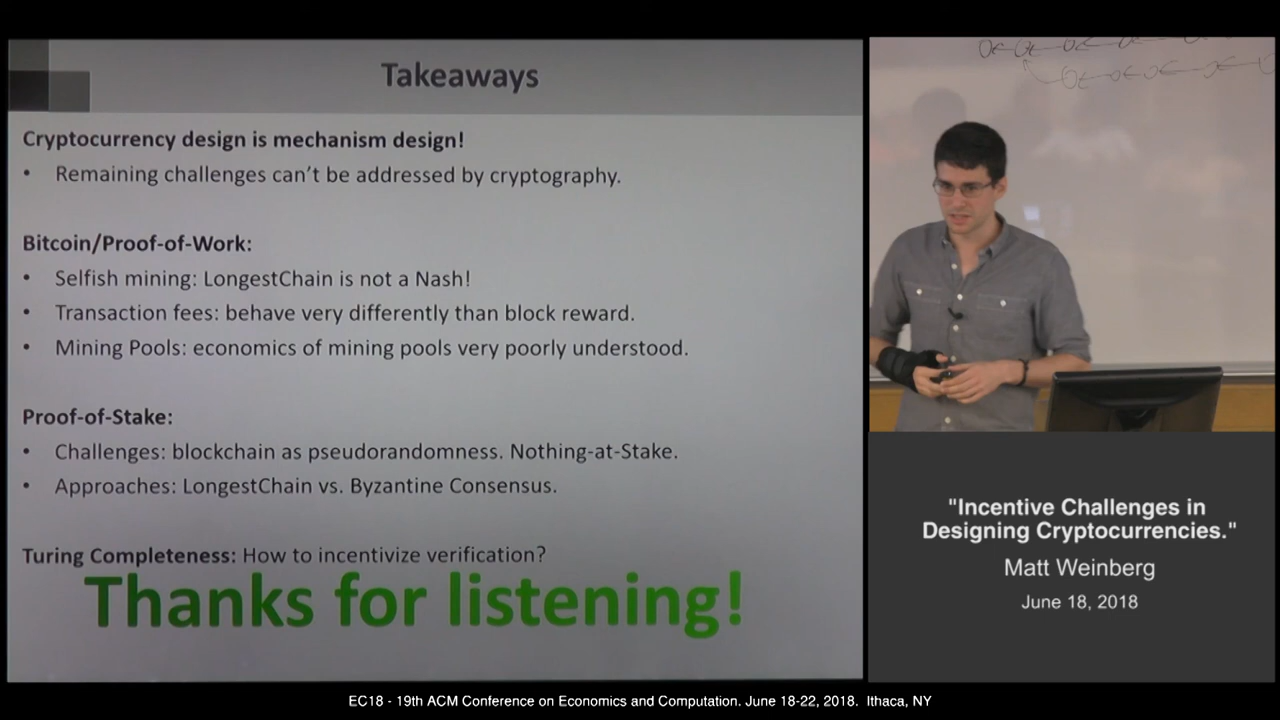 Takeaways
Cryptocurrency design is mechanism design!
• Remaining challenges can't be addressed by cryptography.
Bitcoin/Proof-of-Work:
• Selfish mining: LongestChain is not a Nash!
• Transaction fees: behave very differently than block reward.
• Mining Pools: economics of mining pools very poorly understood.
Proof-of-Stake:
• Challenges: blockchain as pseudorandomness. Nothing-at-Stake.
• Approaches: LongestChain vs. Byzantine Consensus.
Turing Completeness: How to incentivize verification?
Thanks for listening!
"Incentive Challenges in
Designing Cryptocurrencies."
Matt Weinberg
June 18, 2018
EC18 - 19th ACM Conference on Economics and Computation. June 18-22, 2018. Ithaca, NY